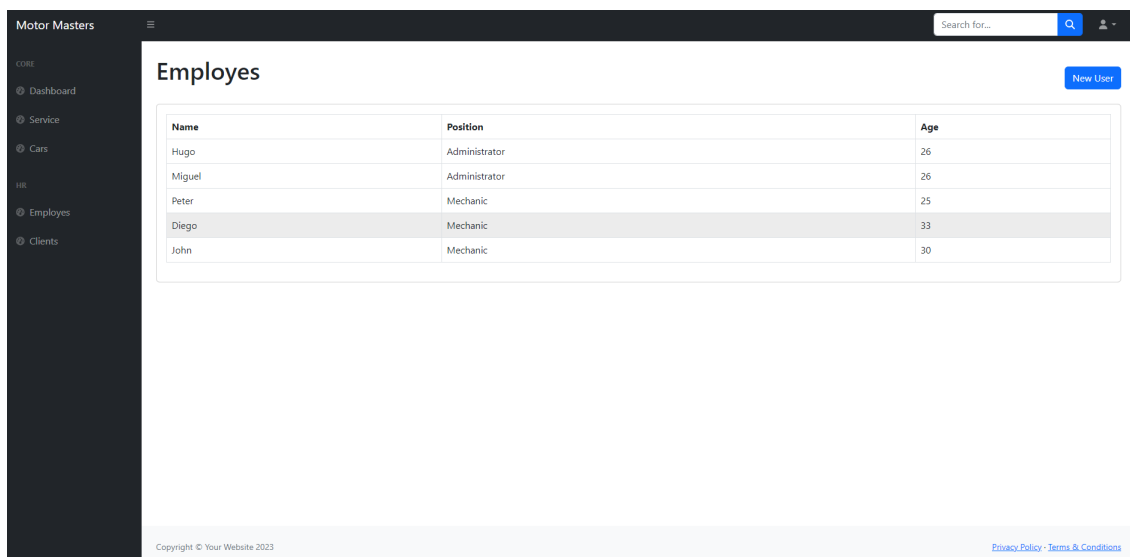 Motor Masters
Search for...
CORE
Dashboard
Service
Cars
HR
Employes
Clients
Employes
New User
Name Position Age
Hugo Administrator 26
Miguel Administrator 26
Peter Mechanic 25
Diego Mechanic 33
John Mechanic 30
Copyright © Your Website 2023
Privacy Policy · Terms & Conditions